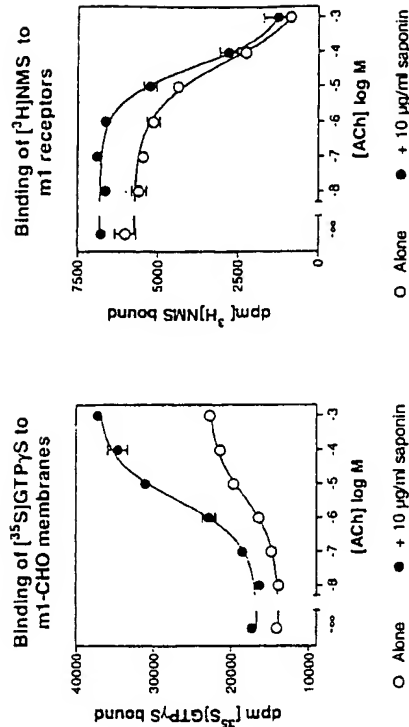 Binding of [³⁵S]GTPγS to
m1-CHO membranes
dpm [³⁵S]GTPγS bound
40000
30000
20000
10000
-∞
-8
-7
-6
-5
-4
-3
[ACh] log M
○ Alone
● + 10 µg/ml saponin
Binding of [³H]NMS to
m1 receptors
dpm [³H]NMS bound
7500
5000
2500
0
-∞
-8
-7
-6
-5
-4
-3
[ACh] log M
○ Alone
● + 10 µg/ml saponin